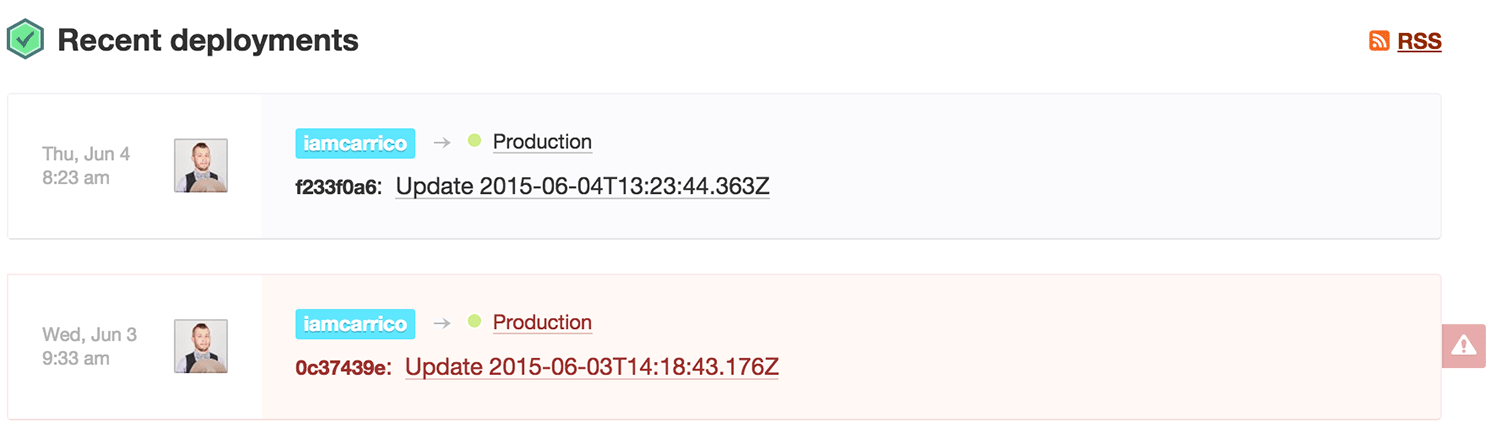 Recent deployments
RSS
Thu, Jun 4
8:23 am
iamcarrico → Production
f233f0a6: Update 2015-06-04T13:23:44.363Z
Wed, Jun 3
9:33 am
iamcarrico → Production
0c37439e: Update 2015-06-03T14:18:43.176Z